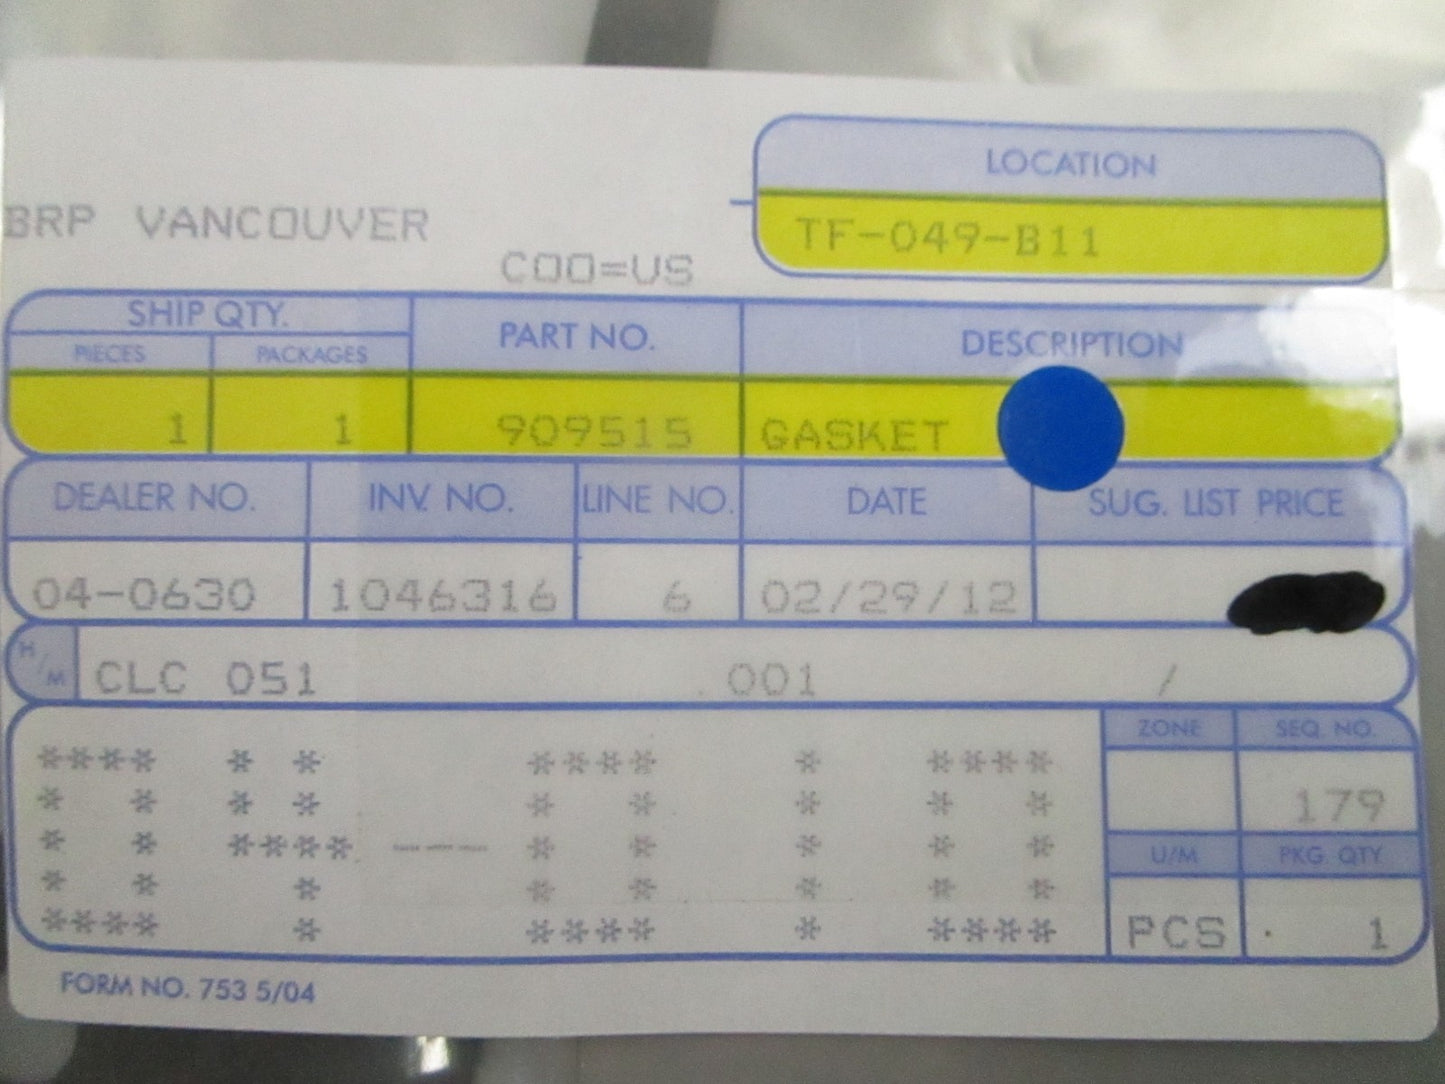 LOCATION
BRP VANCOUVER TF-049-B11
COO=US
SHIP QTY. PART NO. DESCRIPTION
PIECES PACKAGES
1 1 909515 GASKET
DEALER NO. INV. NO. LINE NO. DATE SUG. LIST PRICE
04-0630 1046316 6 02/29/12
H/M CLC 051 001 /
ZONE SEQ. NO.
**** * * **** * ****
* * * * * * * * *
179
* * **** --- * * * * *
U/M PKG QTY
* * * * * * * *
**** * **** * ****
PCS 1
FORM NO. 753 5/04